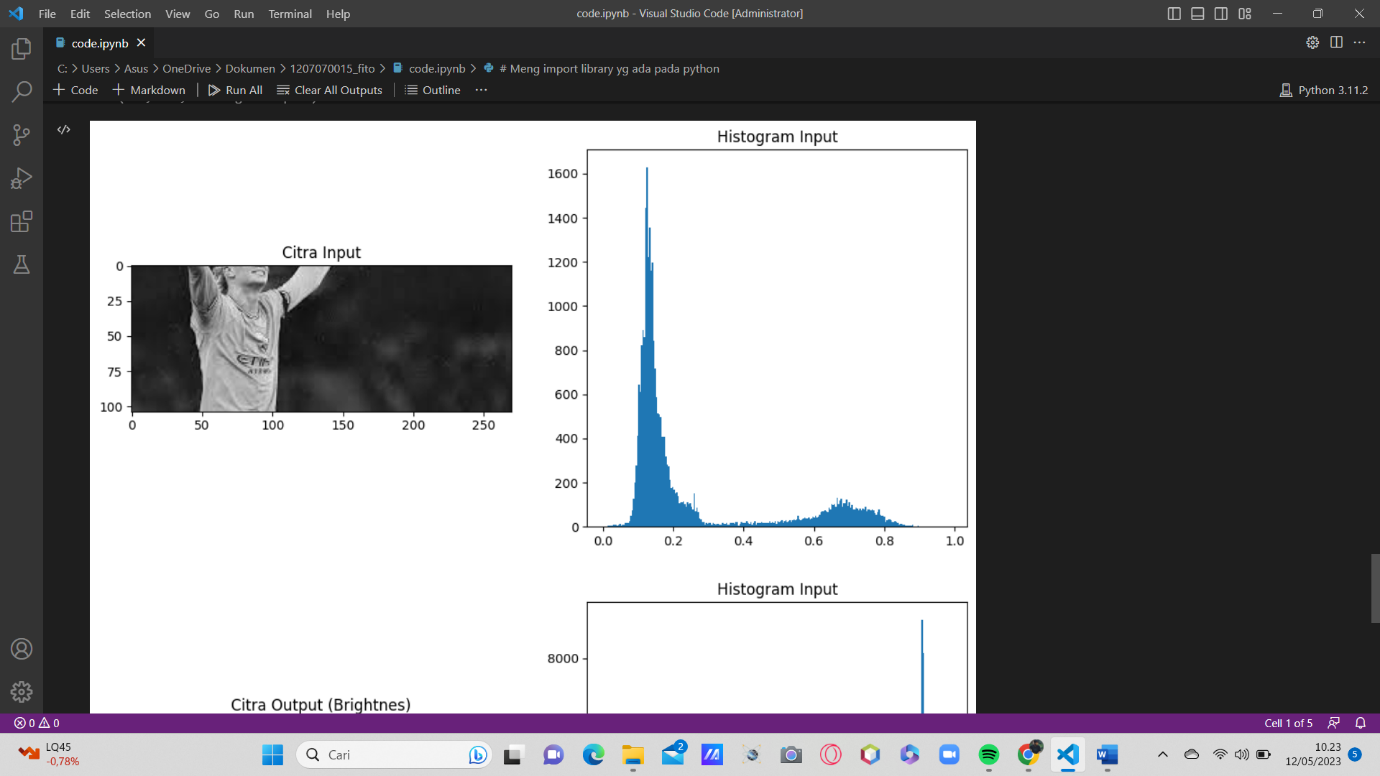 File Edit Selection View Go Run Terminal Help
code.ipynb - Visual Studio Code [Administrator]
code.ipynb
C: > Users > Asus > OneDrive > Dokumen > 1207070015_fito > code.ipynb > # Meng import library yg ada pada python
+ Code + Markdown Run All Clear All Outputs Outline ...
Python 3.11.2
Histogram Input
1600
1400
1200
1000
800
600
400
200
0
0.0 0.2 0.4 0.6 0.8 1.0
Citra Input
0
25
50
75
100
0 50 100 150 200 250
Histogram Input
8000
Citra Output (Brightnes)
0 0
Cell 1 of 5
LQ45
-0,78%
Cari
2
10.23
12/05/2023
5